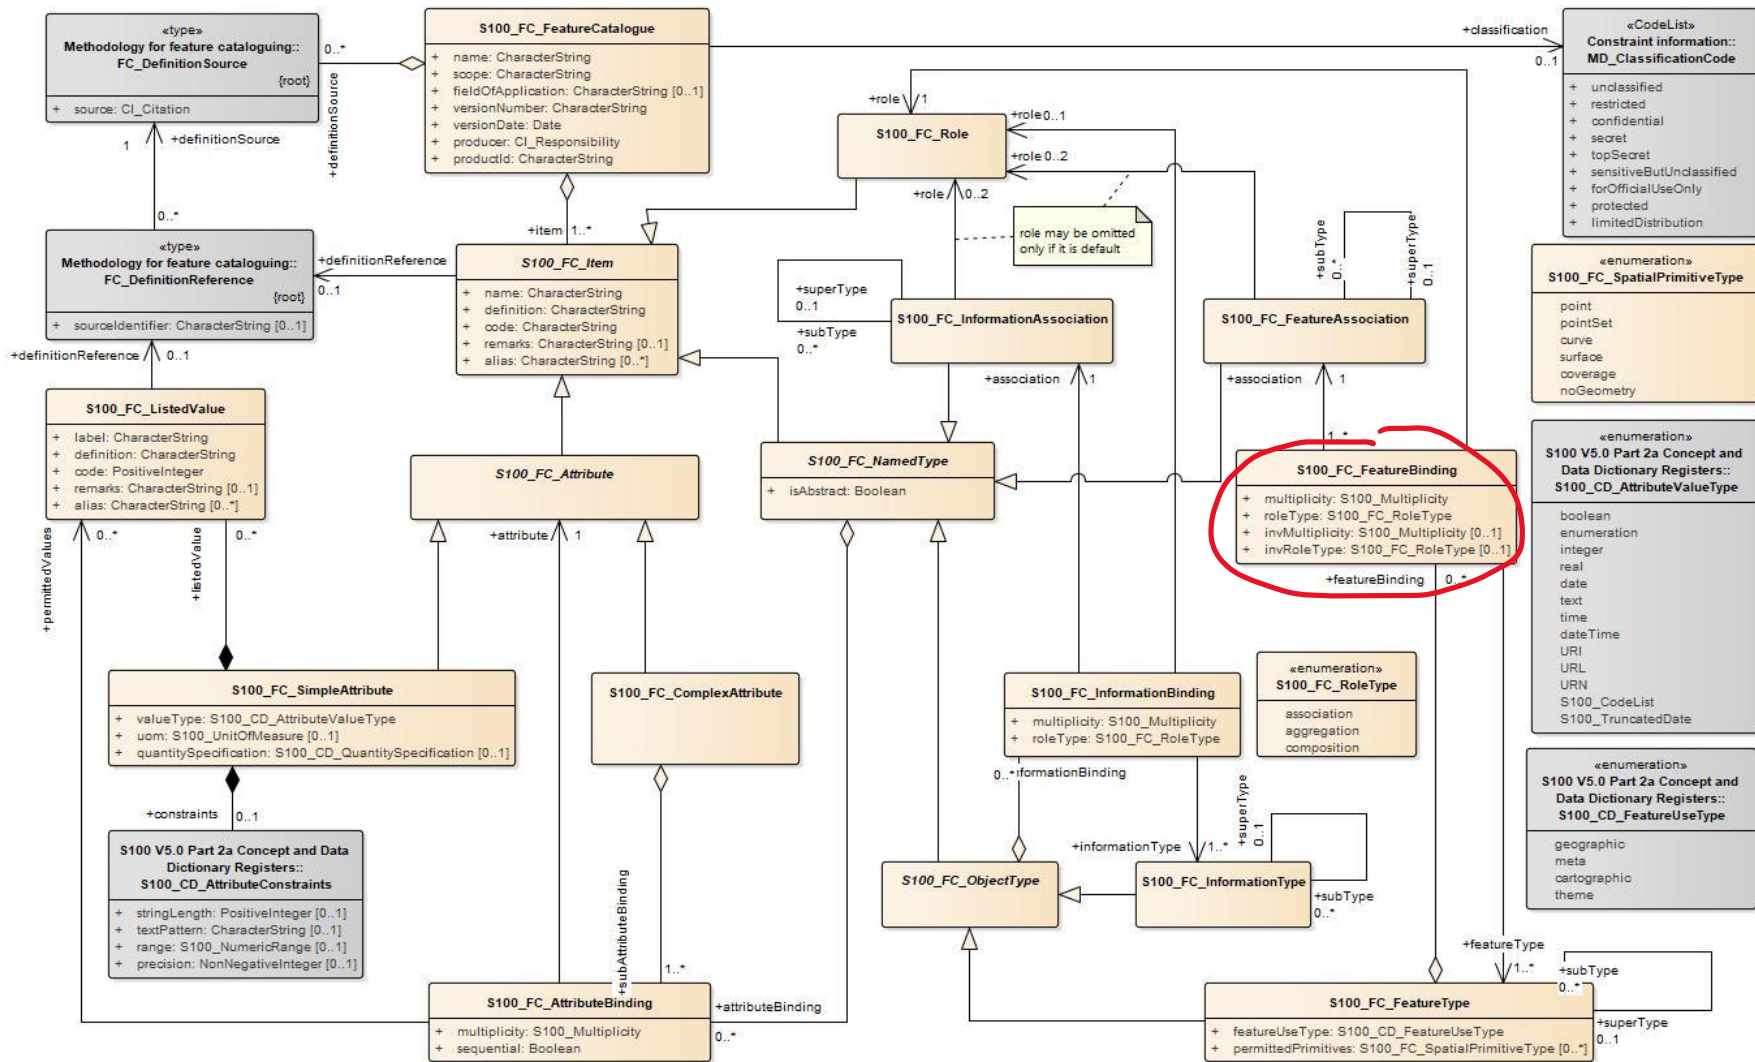 «type»
Methodology for feature cataloguing::
FC_DefinitionSource
{root}
+ source: CI_Citation
0..*
+definitionSource
1
+definitionSource
0..*
S100_FC_FeatureCatalogue
+ name: CharacterString
+ scope: CharacterString
+ fieldOfApplication: CharacterString [0..1]
+ versionNumber: CharacterString
+ versionDate: Date
+ producer: CI_Responsibility
+ productId: CharacterString
+classification
0..1
«CodeList»
Constraint information::
MD_ClassificationCode
+ unclassified
+ restricted
+ confidential
+ secret
+ topSecret
+ sensitiveButUnclassified
+ forOfficialUseOnly
+ protected
+ limitedDistribution
+role 1
S100_FC_Role
+role 0..1
+role 0..2
+role 0..2
role may be omitted
only if it is default
+item 1..*
«type»
Methodology for feature cataloguing::
FC_DefinitionReference
{root}
+ sourceIdentifier: CharacterString [0..1]
+definitionReference
0..1
S100_FC_Item
+ name: CharacterString
+ definition: CharacterString
+ code: CharacterString
+ remarks: CharacterString [0..1]
+ alias: CharacterString [0..*]
+superType
0..1
+subType
0..*
S100_FC_InformationAssociation
+subType
0..*
+superType
0..1
S100_FC_FeatureAssociation
«enumeration»
S100_FC_SpatialPrimitiveType
point
pointSet
curve
surface
coverage
noGeometry
+definitionReference 0..1
S100_FC_ListedValue
+ label: CharacterString
+ definition: CharacterString
+ code: PositiveInteger
+ remarks: CharacterString [0..1]
+ alias: CharacterString [0..*]
+permittedValues
0..*
+listedValue
0..*
S100_FC_Attribute
+attribute 1
+association 1
+association 1
1..*
S100_FC_NamedType
+ isAbstract: Boolean
S100_FC_FeatureBinding
+ multiplicity: S100_Multiplicity
+ roleType: S100_FC_RoleType
+ invMultiplicity: S100_Multiplicity [0..1]
+ invRoleType: S100_FC_RoleType [0..1]
+featureBinding 0..*
«enumeration»
S100 V5.0 Part 2a Concept and
Data Dictionary Registers::
S100_CD_AttributeValueType
boolean
enumeration
integer
real
date
text
time
dateTime
URI
URL
URN
S100_CodeList
S100_TruncatedDate
S100_FC_SimpleAttribute
+ valueType: S100_CD_AttributeValueType
+ uom: S100_UnitOfMeasure [0..1]
+ quantitySpecification: S100_CD_QuantitySpecification [0..1]
S100_FC_ComplexAttribute
S100_FC_InformationBinding
+ multiplicity: S100_Multiplicity
+ roleType: S100_FC_RoleType
0..* formationBinding
«enumeration»
S100_FC_RoleType
association
aggregation
composition
«enumeration»
S100 V5.0 Part 2a Concept and
Data Dictionary Registers::
S100_CD_FeatureUseType
geographic
meta
cartographic
theme
+constraints 0..1
S100 V5.0 Part 2a Concept and Data
Dictionary Registers::
S100_CD_AttributeConstraints
+ stringLength: PositiveInteger [0..1]
+ textPattern: CharacterString [0..1]
+ range: S100_NumericRange [0..1]
+ precision: NonNegativeInteger [0..1]
+subAttributeBinding
1..*
+informationType 1..*
+superType
0..1
S100_FC_ObjectType
S100_FC_InformationType
+subType
0..*
+featureType
1..*
+subType
0..*
S100_FC_AttributeBinding
+ multiplicity: S100_Multiplicity
+ sequential: Boolean
+attributeBinding
0..*
S100_FC_FeatureType
+ featureUseType: S100_CD_FeatureUseType
+ permittedPrimitives: S100_FC_SpatialPrimitiveType [0..*]
+superType
0..1